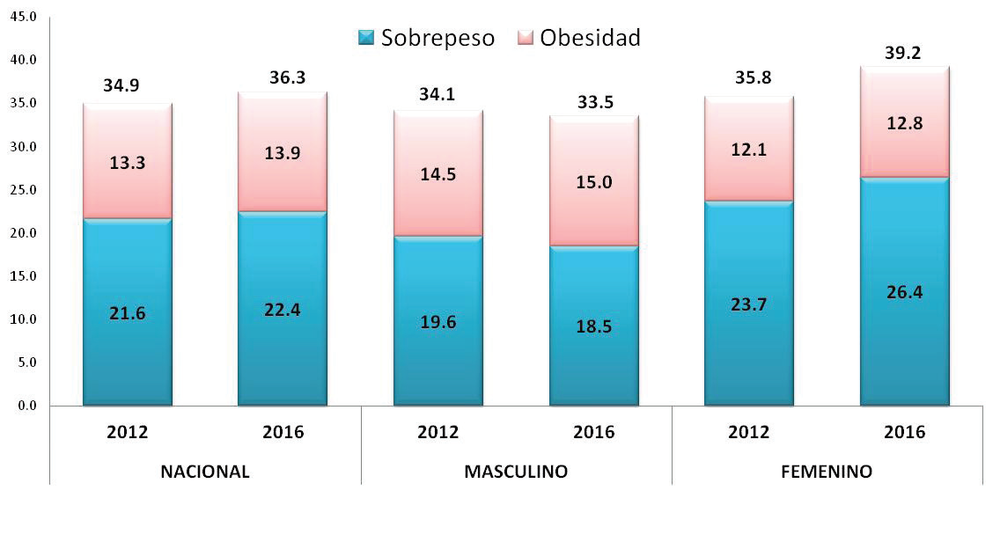 45.0
40.0
35.0
30.0
25.0
20.0
15.0
10.0
5.0
0.0
Sobrepeso Obesidad
34.9 36.3 34.1 33.5 35.8 39.2
13.3 13.9 14.5 15.0 12.1 12.8
21.6 22.4 19.6 18.5 23.7 26.4
2012 2016 2012 2016 2012 2016
NACIONAL MASCULINO FEMENINO